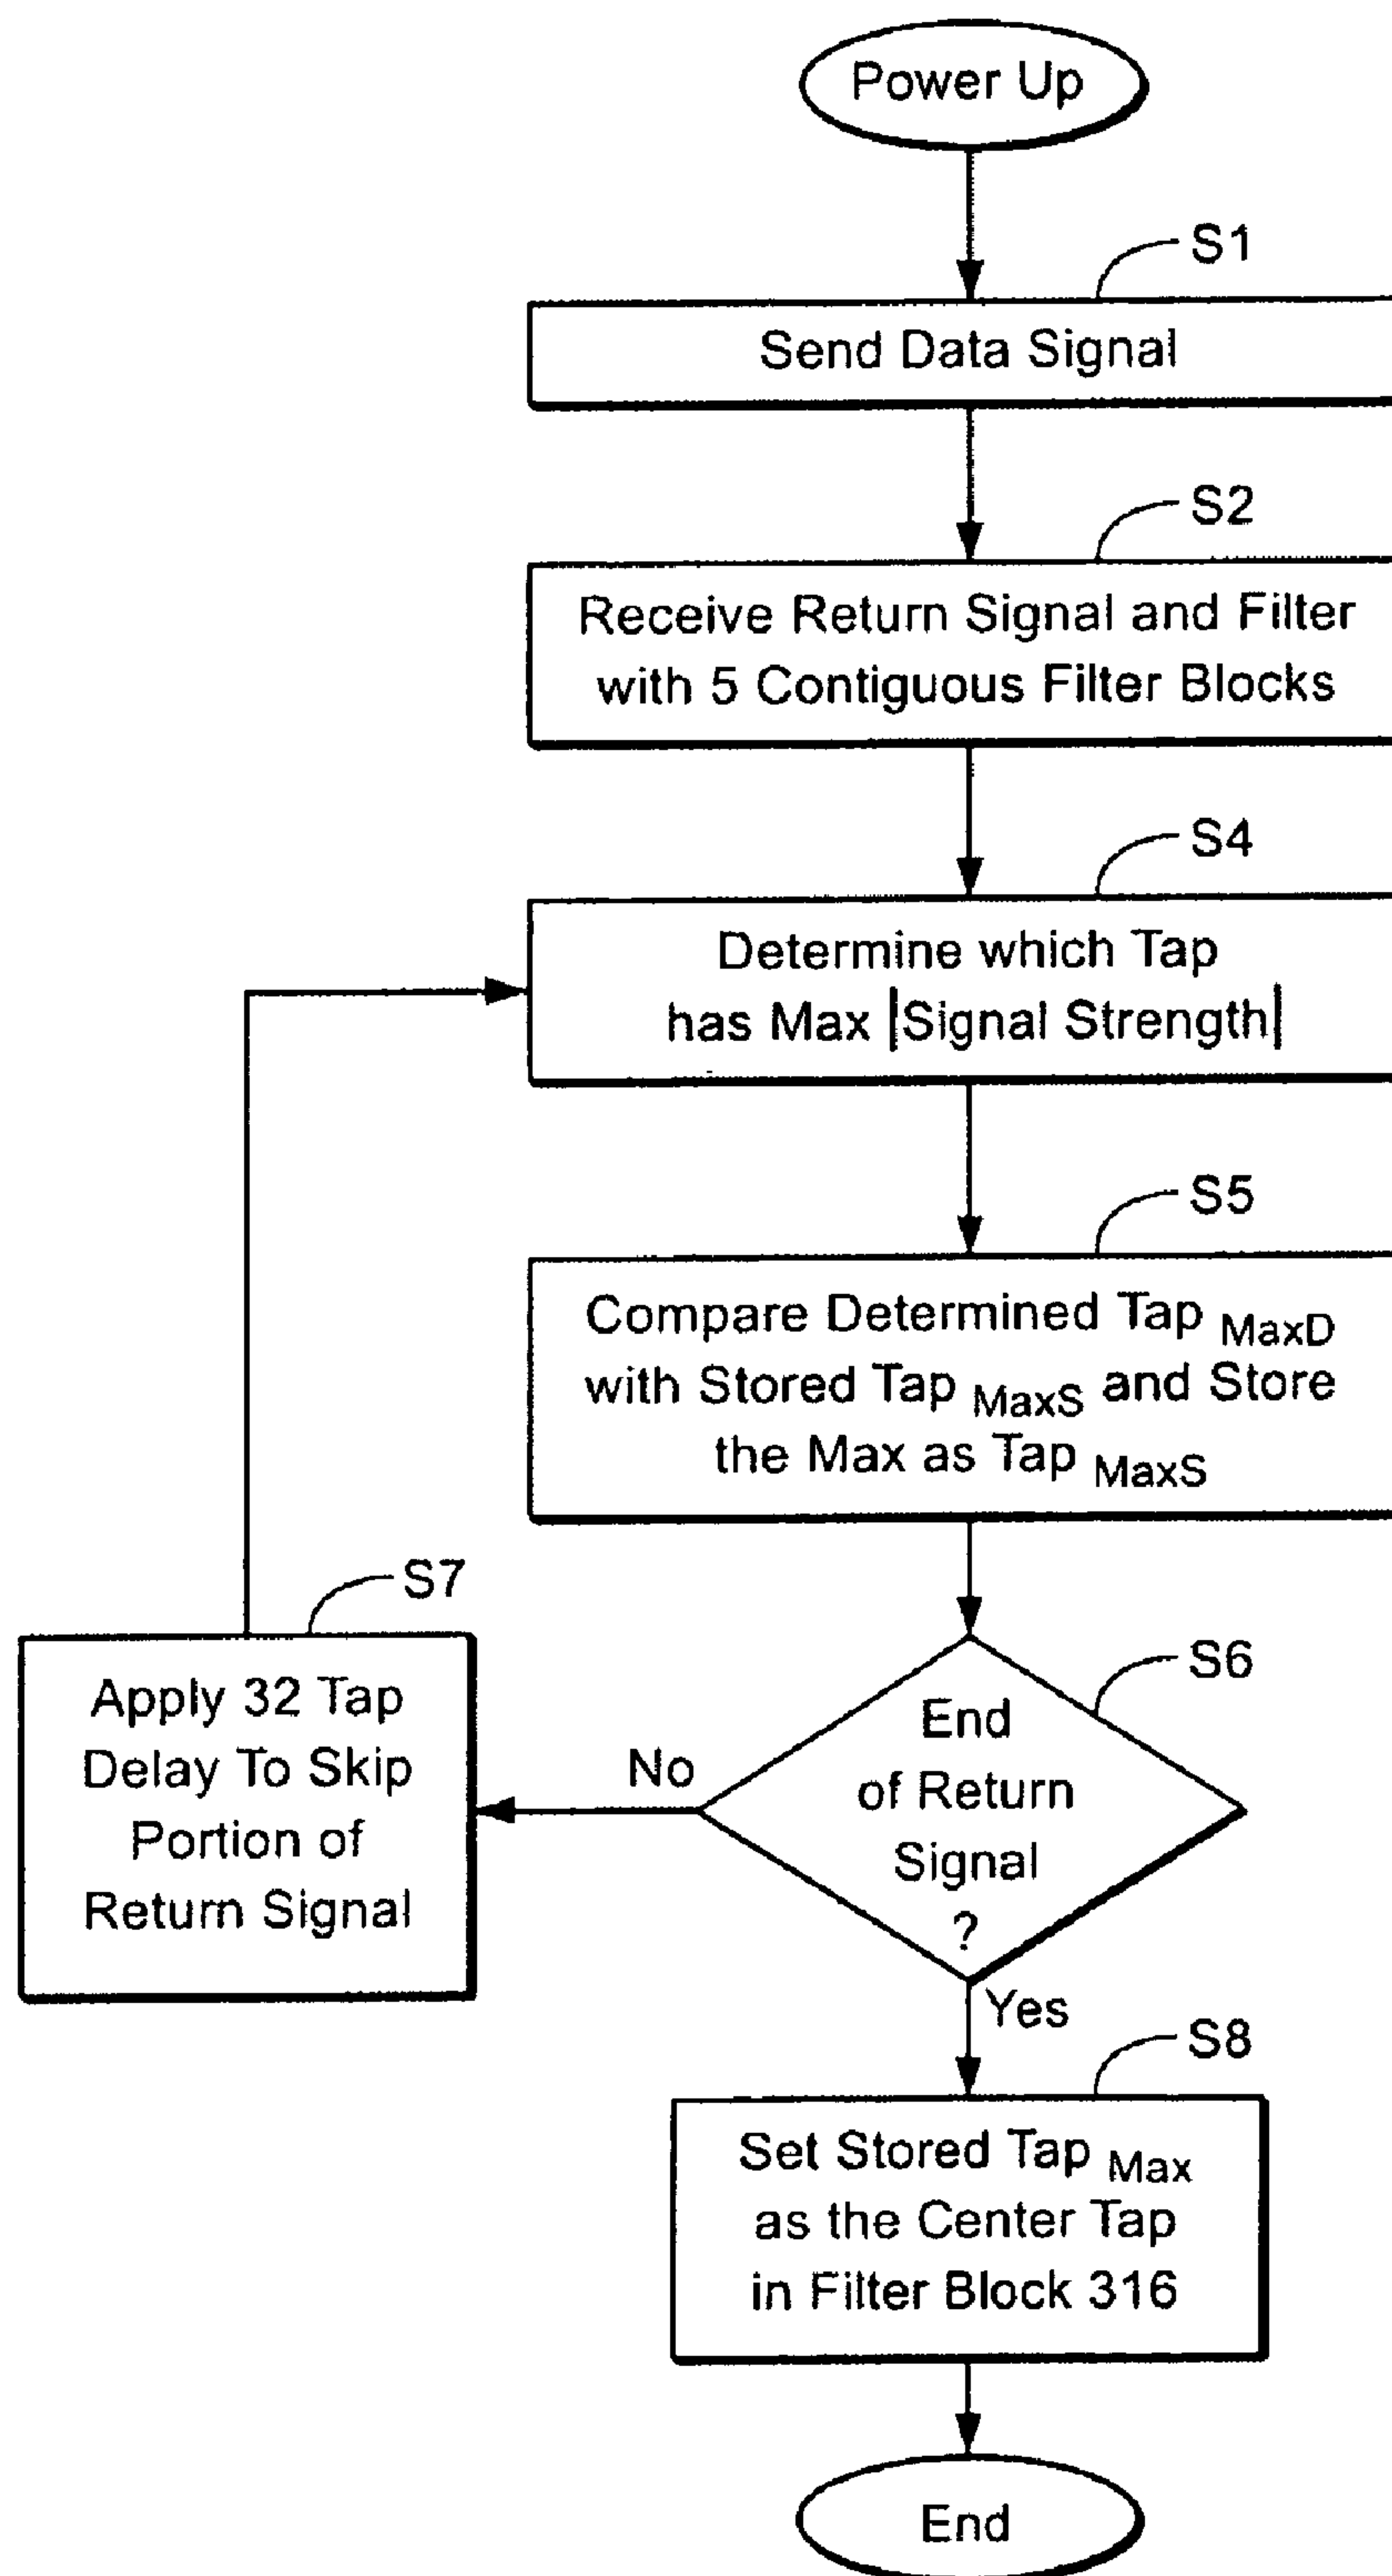 Power Up
S1
Send Data Signal
S2
Receive Return Signal and Filter
with 5 Contiguous Filter Blocks
S4
Determine which Tap
has Max |Signal Strength|
S5
Compare Determined Tap MaxD
with Stored Tap MaxS and Store
the Max as Tap MaxS
S7
Apply 32 Tap
Delay To Skip
Portion of
Return Signal
No
S6
End
of Return
Signal
?
Yes
S8
Set Stored Tap Max
as the Center Tap
in Filter Block 316
End